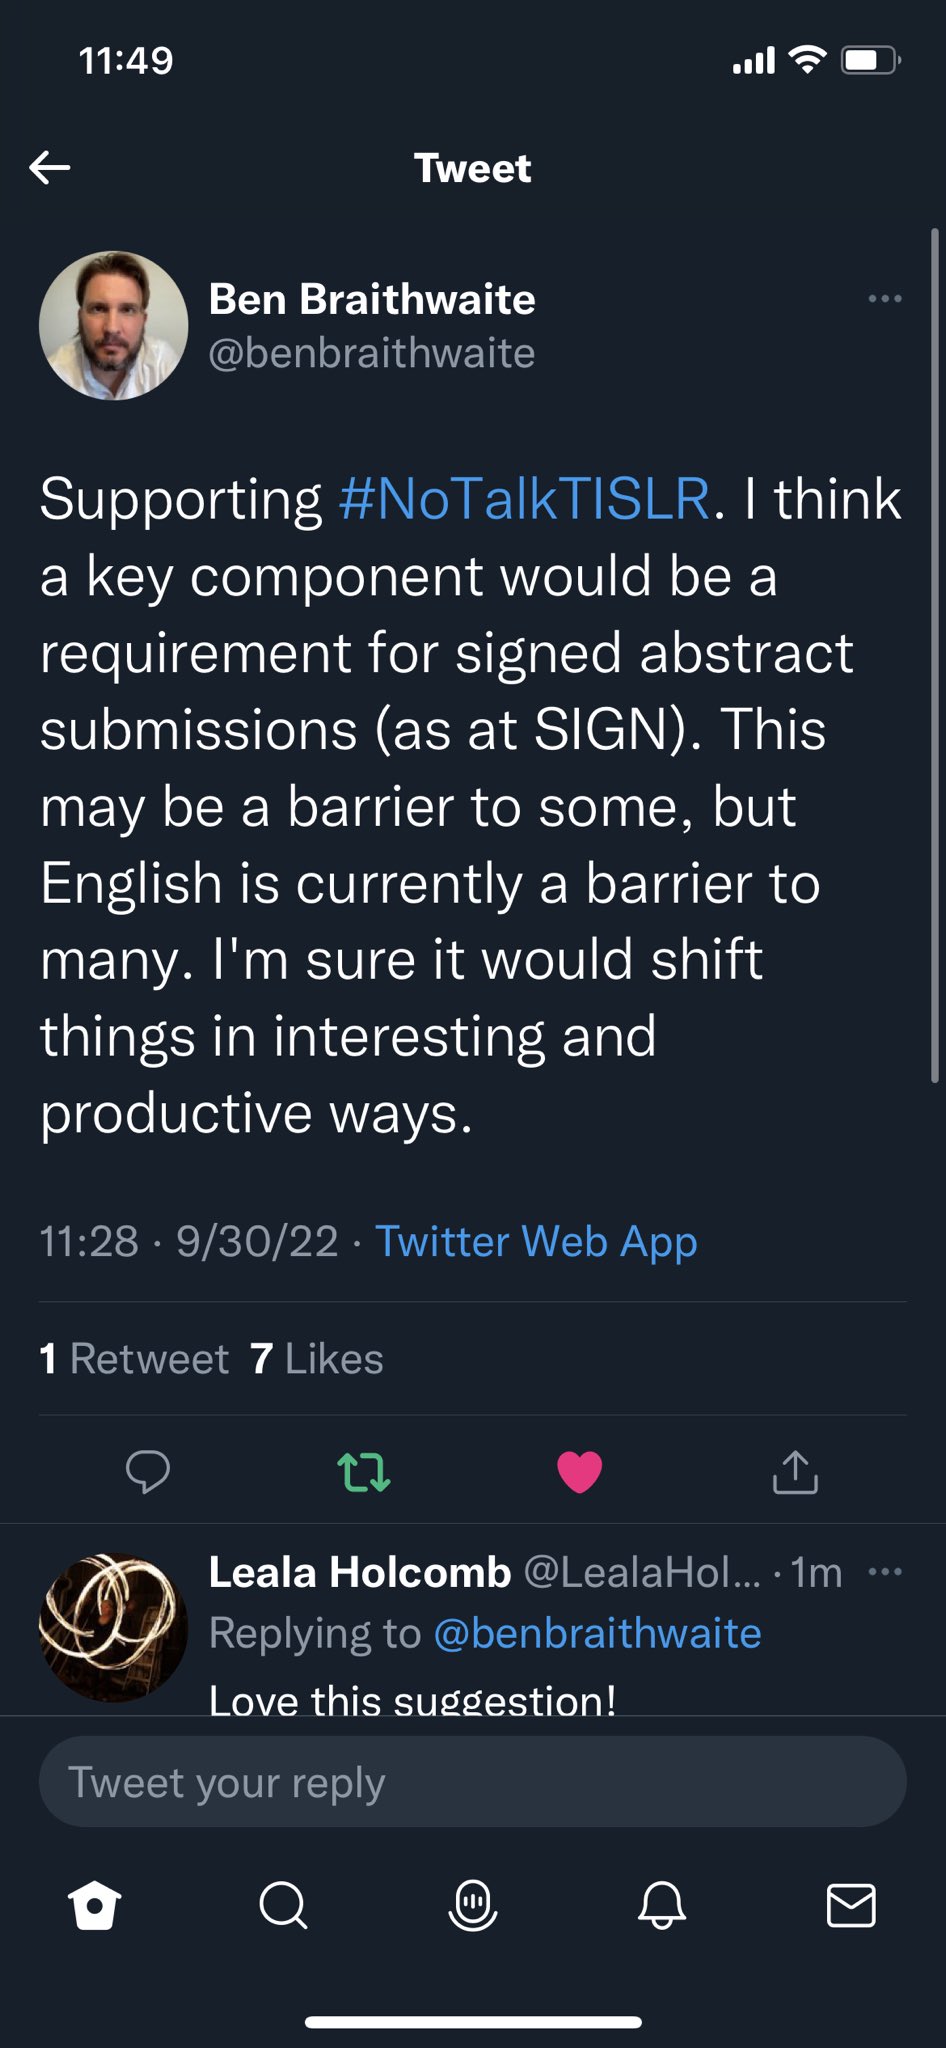 11:49
Tweet
Ben Braithwaite
@benbraithwaite
Supporting #NoTalkTISLR. I think
a key component would be a
requirement for signed abstract
submissions (as at SIGN). This
may be a barrier to some, but
English is currently a barrier to
many. I'm sure it would shift
things in interesting and
productive ways.
11:28 · 9/30/22 · Twitter Web App
1 Retweet 7 Likes
Leala Holcomb @LealaHol... · 1m
Replying to @benbraithwaite
Love this suggestion!
Tweet your reply